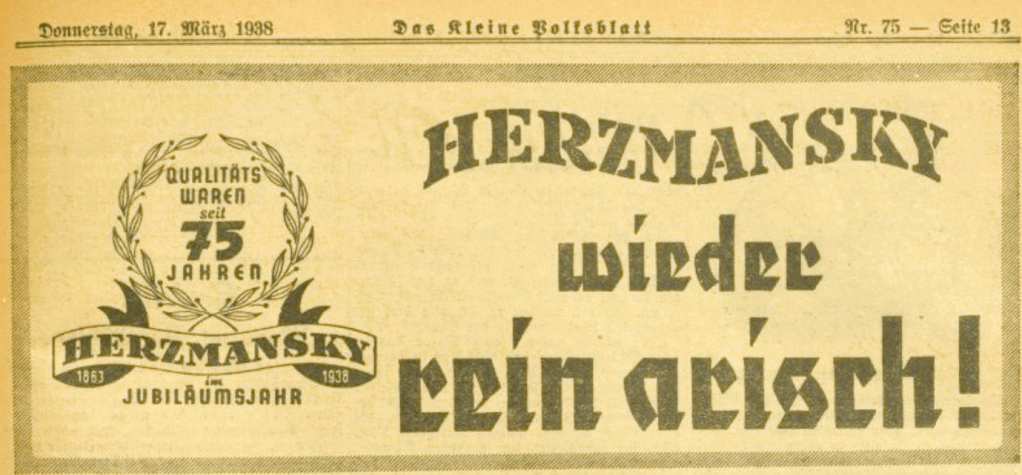 Donnerstag, 17. März 1938
Das Kleine Volksblatt
Nr. 75 — Seite 13
QUALITÄTS
WAREN
seit
75
JAHREN
HERZMANSKY
1863
1938
im
JUBILÄUMSJAHR
HERZMANSKY
wieder
rein arisch!